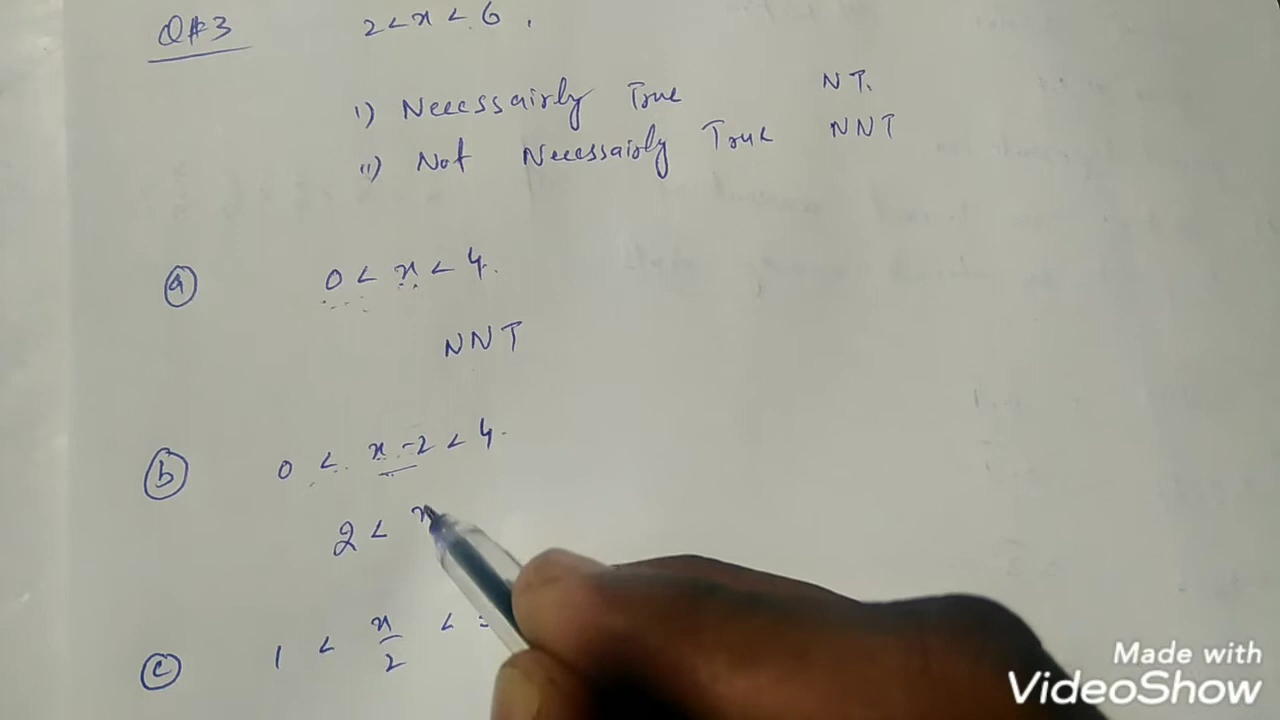 Q#3 2 < x < 6 .
i) Necessairly True NT.
ii) Not Necessairly True NNT
(a) 0 < x < 4.
NNT
(b) 0 < x - 2 < 4.
2 < x
(c) 1 < x/2 <
Made with
VideoShow